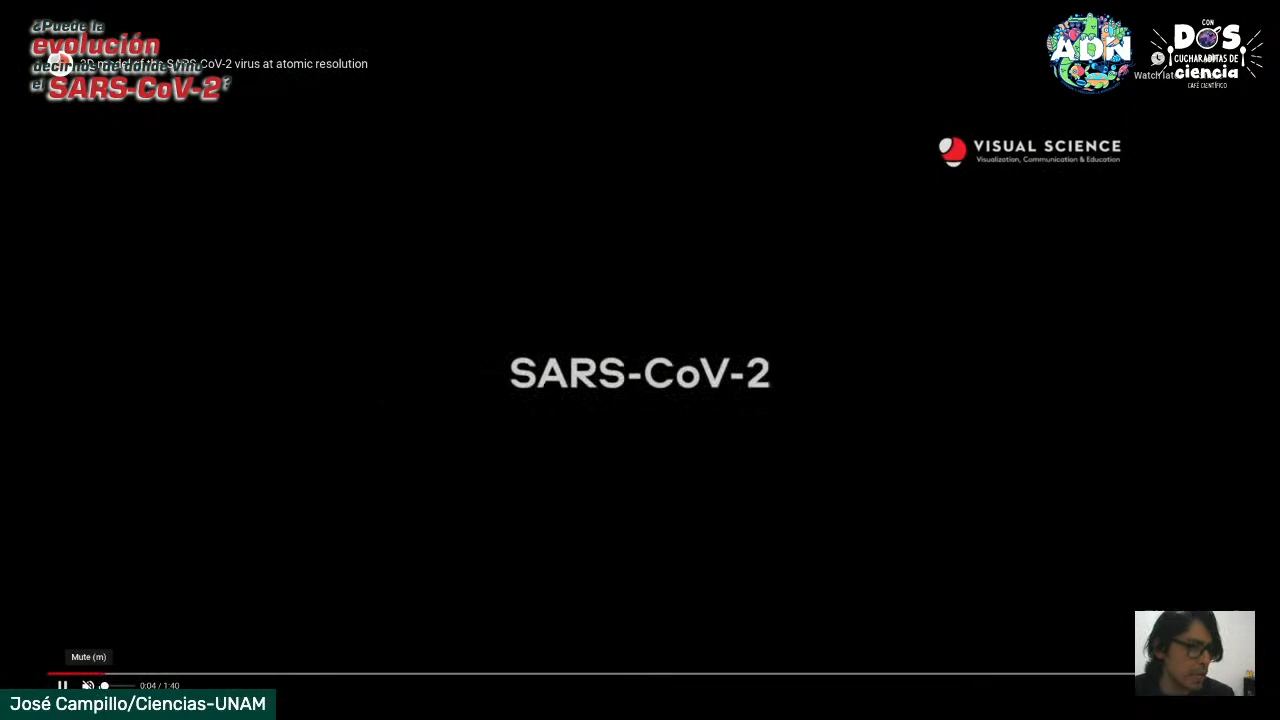 ¿Puede la
evolución
decirnos de dónde vino
el SARS-CoV-2?
3D model of the SARS-CoV-2 virus at atomic resolution
ADN
CON
DOS
CUCHARADITAS DE
ciencia
CAFÉ CIENTÍFICO
Watch later
VISUAL SCIENCE
Visualization, Communication & Education
SARS-CoV-2
Mute (m)
0:04 / 1:40
José Campillo/Ciencias-UNAM